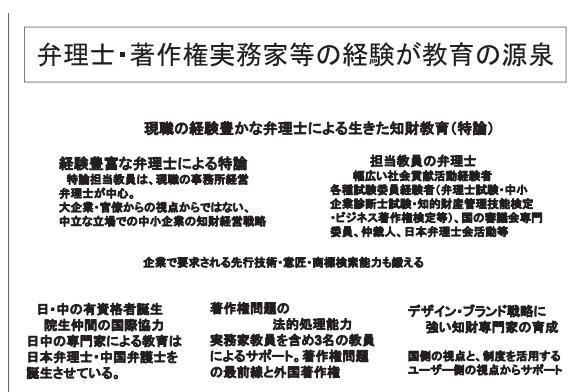 弁理士・著作権実務家等の経験が教育の源泉
現職の経験豊かな弁理士による生きた知財教育（特論）
経験豊富な弁理士による特論
特論担当教員は、現職の事務所経営
弁理士が中心。
大企業・官僚からの視点からではない、
中立な立場での中小企業の知財経営戦略
担当教員の弁理士
幅広い社会貢献活動経験者
各種試験委員経験者（弁理士試験・中小
企業診断士試験・知的財産管理技能検定
・ビジネス著作権検定等）、国の審議会専門
委員、仲裁人、日本弁理士会活動等
企業で要求される先行技術・意匠・商標検索能力も鍛える
日・中の有資格者誕生
院生仲間の国際協力
日中の専門家による教育は
日本弁理士・中国弁護士を
誕生させている。
著作権問題の
法的処理能力
実務家教員を含め3名の教員
によるサポート。著作権問題
の最前線と外国著作権
デザイン・ブランド戦略に
強い知財専門家の育成
国側の視点と、制度を活用する
ユーザー側の視点からサポート